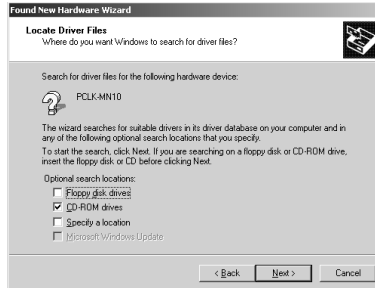 Found New Hardware Wizard
Locate Driver Files
Where do you want Windows to search for driver files?
Search for driver files for the following hardware device:
PCLK-MN10
The wizard searches for suitable drivers in its driver database on your computer and in
any of the following optional search locations that you specify.
To start the search, click Next. If you are searching on a floppy disk or CD-ROM drive,
insert the floppy disk or CD before clicking Next.
Optional search locations:
Floppy disk drives
CD-ROM drives
Specify a location
Microsoft Windows Update
< Back Next > Cancel